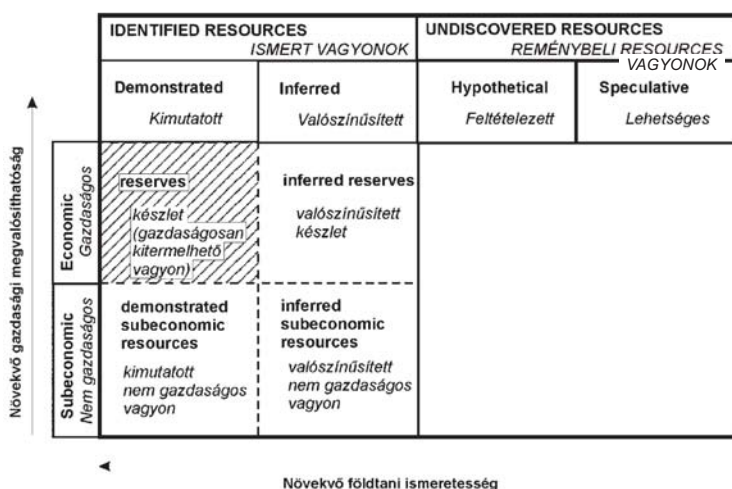 IDENTIFIED RESOURCES
ISMERT VAGYONOK
UNDISCOVERED RESOURCES
REMÉNYBELI RESOURCES
VAGYONOK
Demonstrated
Kimutatott
Inferred
Valószínűsített
Hypothetical
Feltételezett
Speculative
Lehetséges
Növekvő gazdasági megvalósíthatóság
Economic
Gazdaságos
reserves
készlet
(gazdaságosan
kitermelhető
vagyon)
inferred reserves
valószínűsített
készlet
Subeconomic
Nem gazdaságos
demonstrated
subeconomic
resources
kimutatott
nem gazdaságos
vagyon
inferred
subeconomic
resources
valószínűsített
nem gazdaságos
vagyon
Növekvő földtani ismeretesség